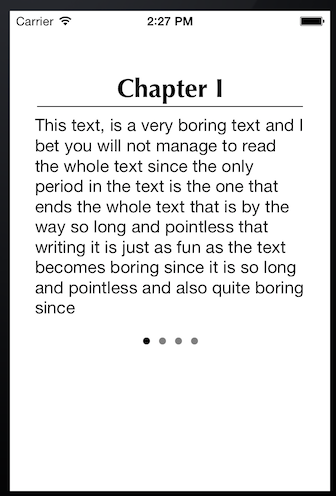 Carrier 2:27 PM
Chapter I
This text, is a very boring text and I
bet you will not manage to read
the whole text since the only
period in the text is the one that
ends the whole text that is by the
way so long and pointless that
writing it is just as fun as the text
becomes boring since it is so long
and pointless and also quite boring
since